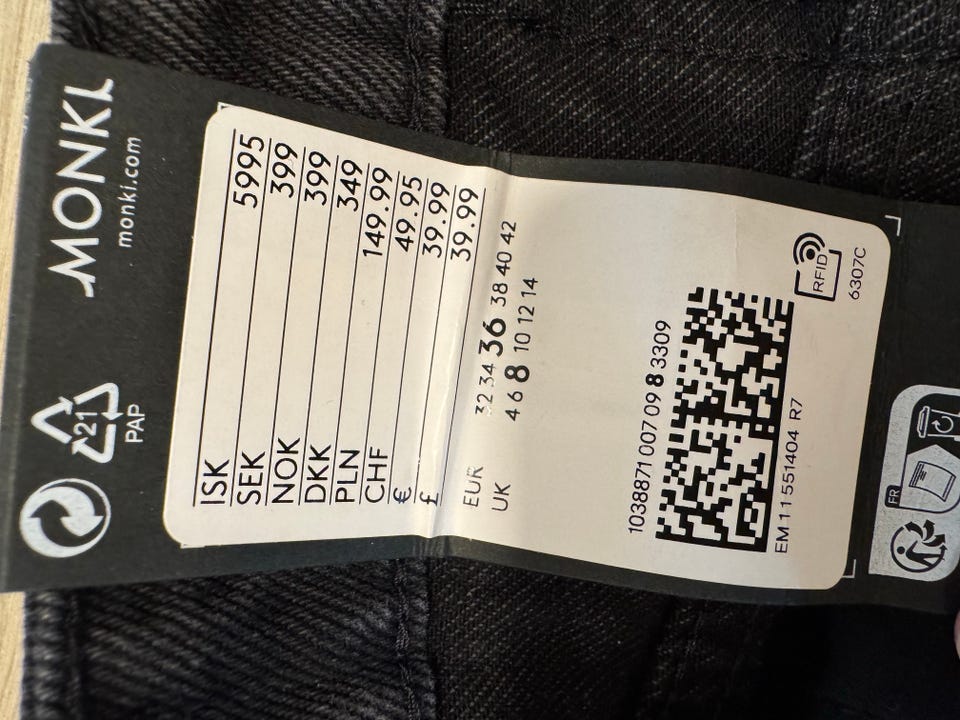 MONKI
monki.com
21
PAP
ISK 5995
SEK 399
NOK 399
DKK 349
PLN 149.99
CHF 49.95
€ 39.99
£ 39.99
EUR 32 34 36 38 40 42
UK 4 6 8 10 12 14
1038871 007 09 8 3309
EM 11 551404 R7
RFID
6307C
FR